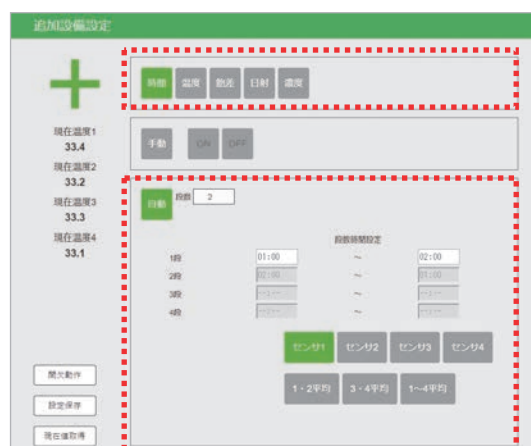 追加設備設定
時間 温度 飽差 日射 濃度
現在温度1
33.4
手動 ON OFF
現在温度2
33.2
現在温度3
33.3
現在温度4
33.1
自動 段数 2
段数時間設定
1段 01:00 ～ 02:00
2段 02:00 ～ 01:00
3段 --:-- ～ --:--
4段 --:-- ～ --:--
センサ1 センサ2 センサ3 センサ4
1・2平均 3・4平均 1～4平均
間欠動作
設定保存
現在値取得